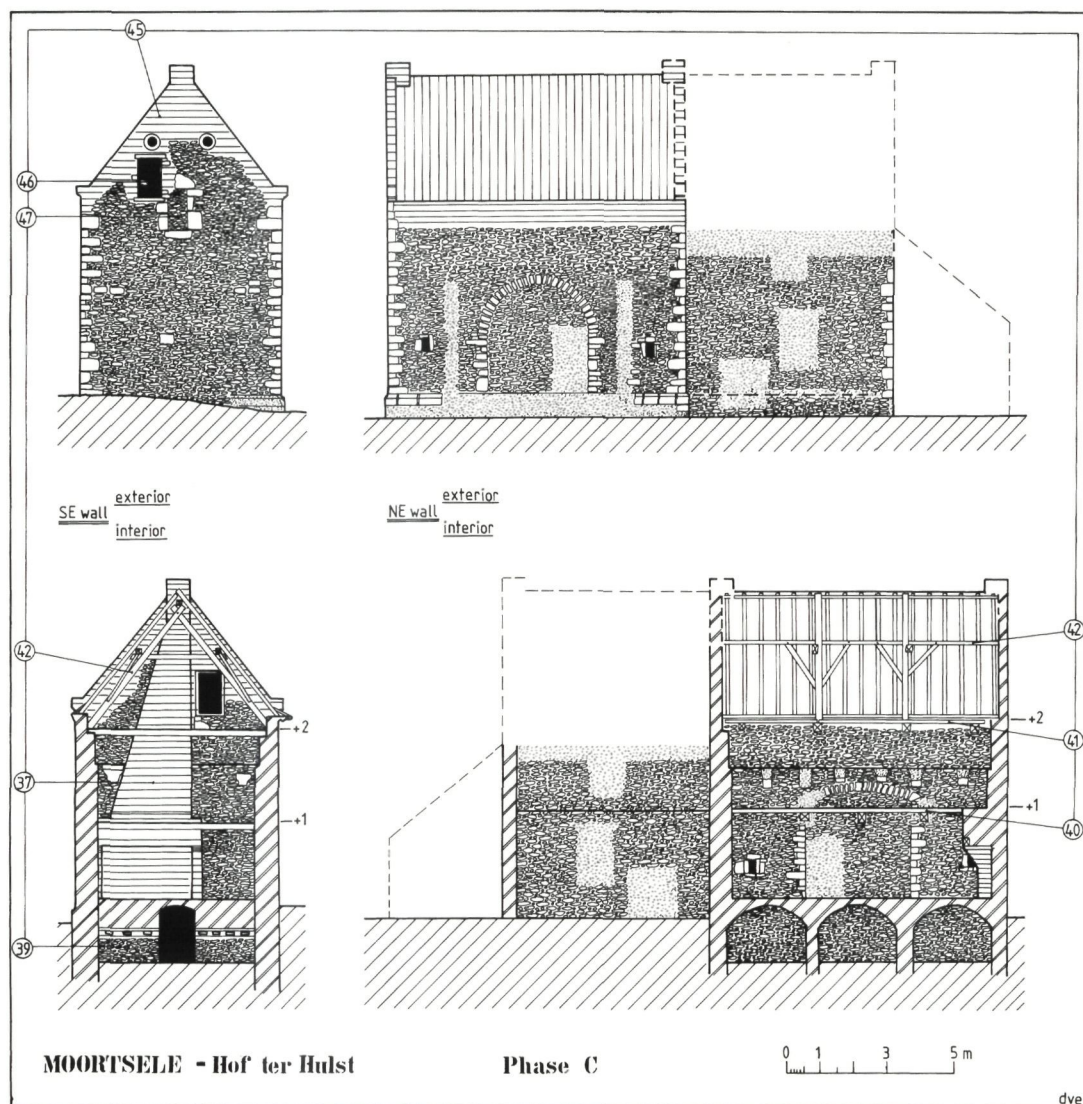 45
46
47
SE wall exterior
interior
NE wall exterior
interior
42
+2
37
+1
39
42
+2
41
+1
40
MOORTSELE - Hof ter Hulst Phase C 0 1 3 5 m
dve